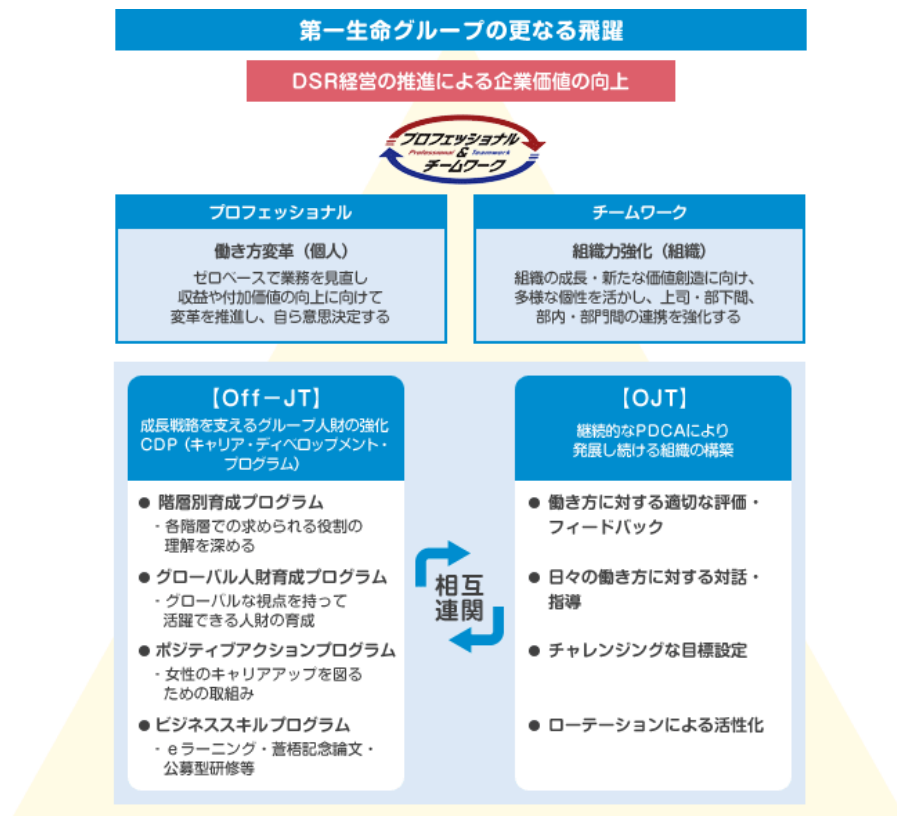 第一生命グループの更なる飛躍
DSR経営の推進による企業価値の向上
プロフェッショナル
Professional & Teamwork
チームワーク
プロフェッショナル
働き方変革（個人）
ゼロベースで業務を見直し
収益や付加価値の向上に向けて
変革を推進し、自ら意思決定する
チームワーク
組織力強化（組織）
組織の成長・新たな価値創造に向け、
多様な個性を活かし、上司・部下間、
部内・部門間の連携を強化する
【Off－JT】
成長戦略を支えるグループ人財の強化
CDP（キャリア・ディベロップメント・
プログラム）
● 階層別育成プログラム
- 各階層での求められる役割の
理解を深める
● グローバル人財育成プログラム
- グローバルな視点を持って
活躍できる人財の育成
● ポジティブアクションプログラム
- 女性のキャリアアップを図る
ための取組み
● ビジネススキルプログラム
- eラーニング・蒼梧記念論文・
公募型研修等
相互
連関
【OJT】
継続的なPDCAにより
発展し続ける組織の構築
● 働き方に対する適切な評価・
フィードバック
● 日々の働き方に対する対話・
指導
● チャレンジングな目標設定
● ローテーションによる活性化